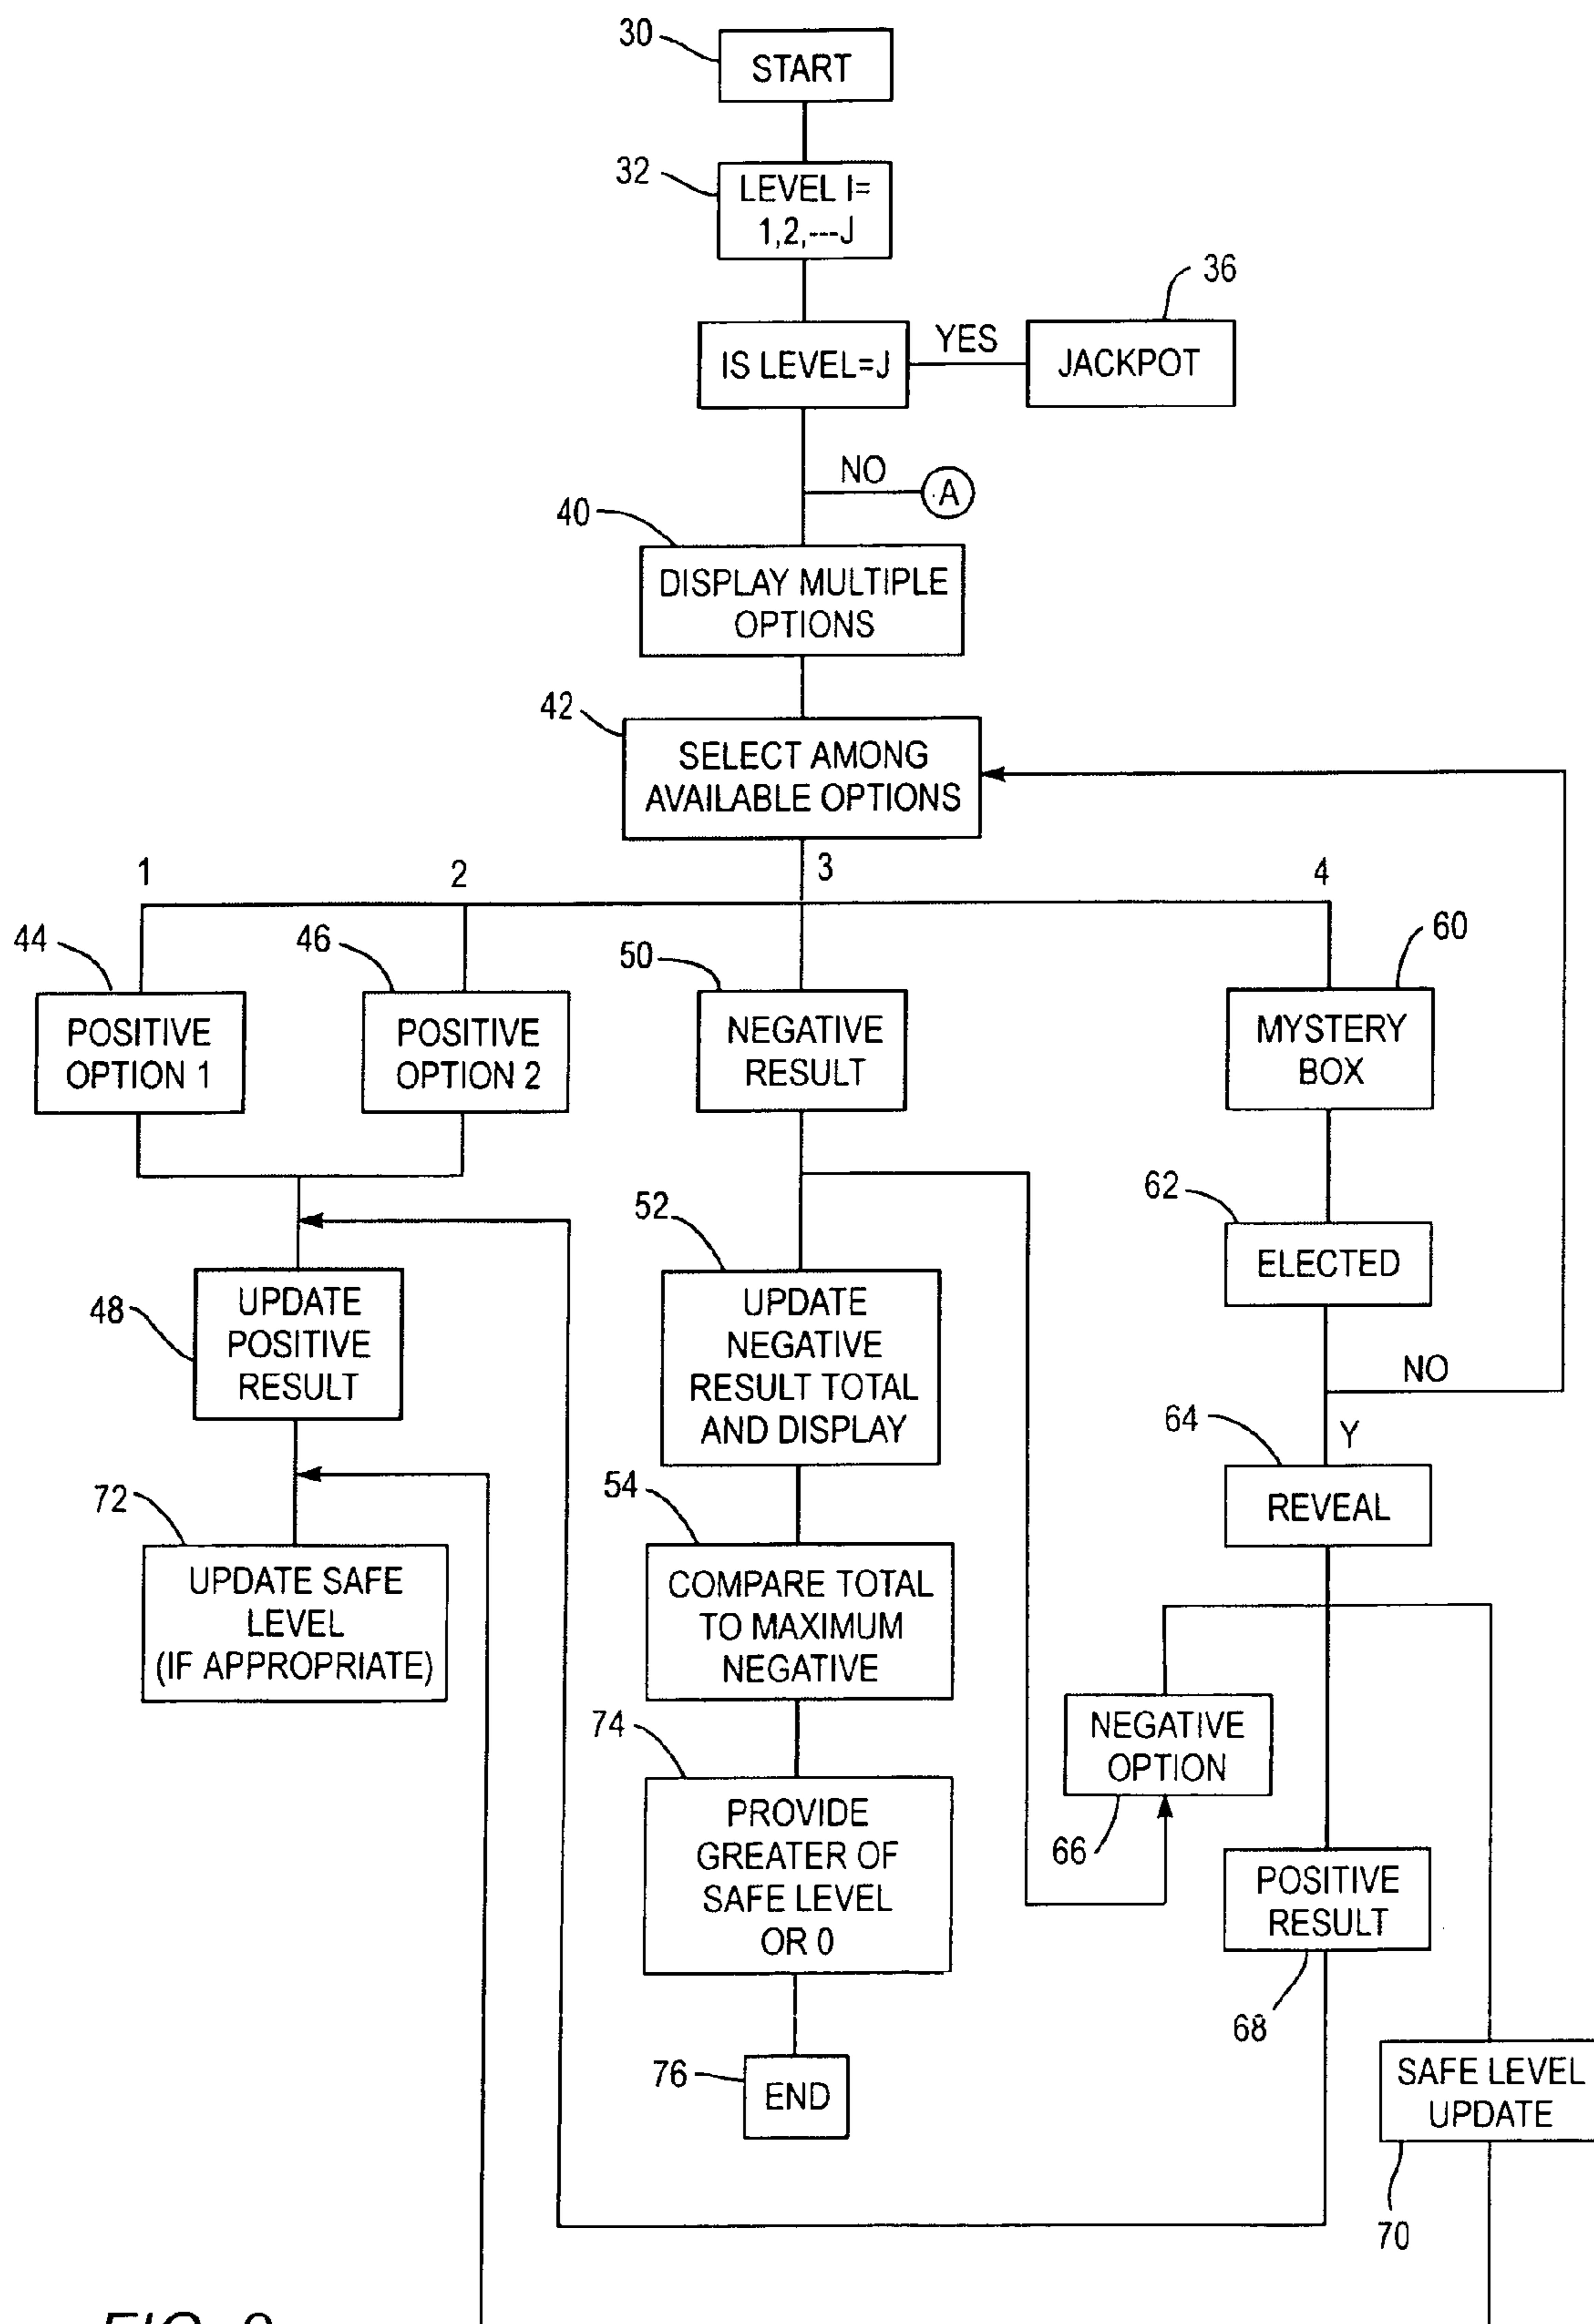 30
START
32
LEVEL I=
1,2,---J
36
IS LEVEL=J
YES
JACKPOT
NO
A
40
DISPLAY MULTIPLE
OPTIONS
42
SELECT AMONG
AVAILABLE OPTIONS
1
2
3
4
44
46
50
60
POSITIVE
OPTION 1
POSITIVE
OPTION 2
NEGATIVE
RESULT
MYSTERY
BOX
52
62
ELECTED
48
UPDATE
POSITIVE
RESULT
UPDATE
NEGATIVE
RESULT TOTAL
AND DISPLAY
NO
64
Y
REVEAL
72
UPDATE SAFE
LEVEL
(IF APPROPRIATE)
54
COMPARE TOTAL
TO MAXIMUM
NEGATIVE
74
PROVIDE
GREATER OF
SAFE LEVEL
OR 0
NEGATIVE
OPTION
66
POSITIVE
RESULT
68
76
END
SAFE LEVEL
UPDATE
70